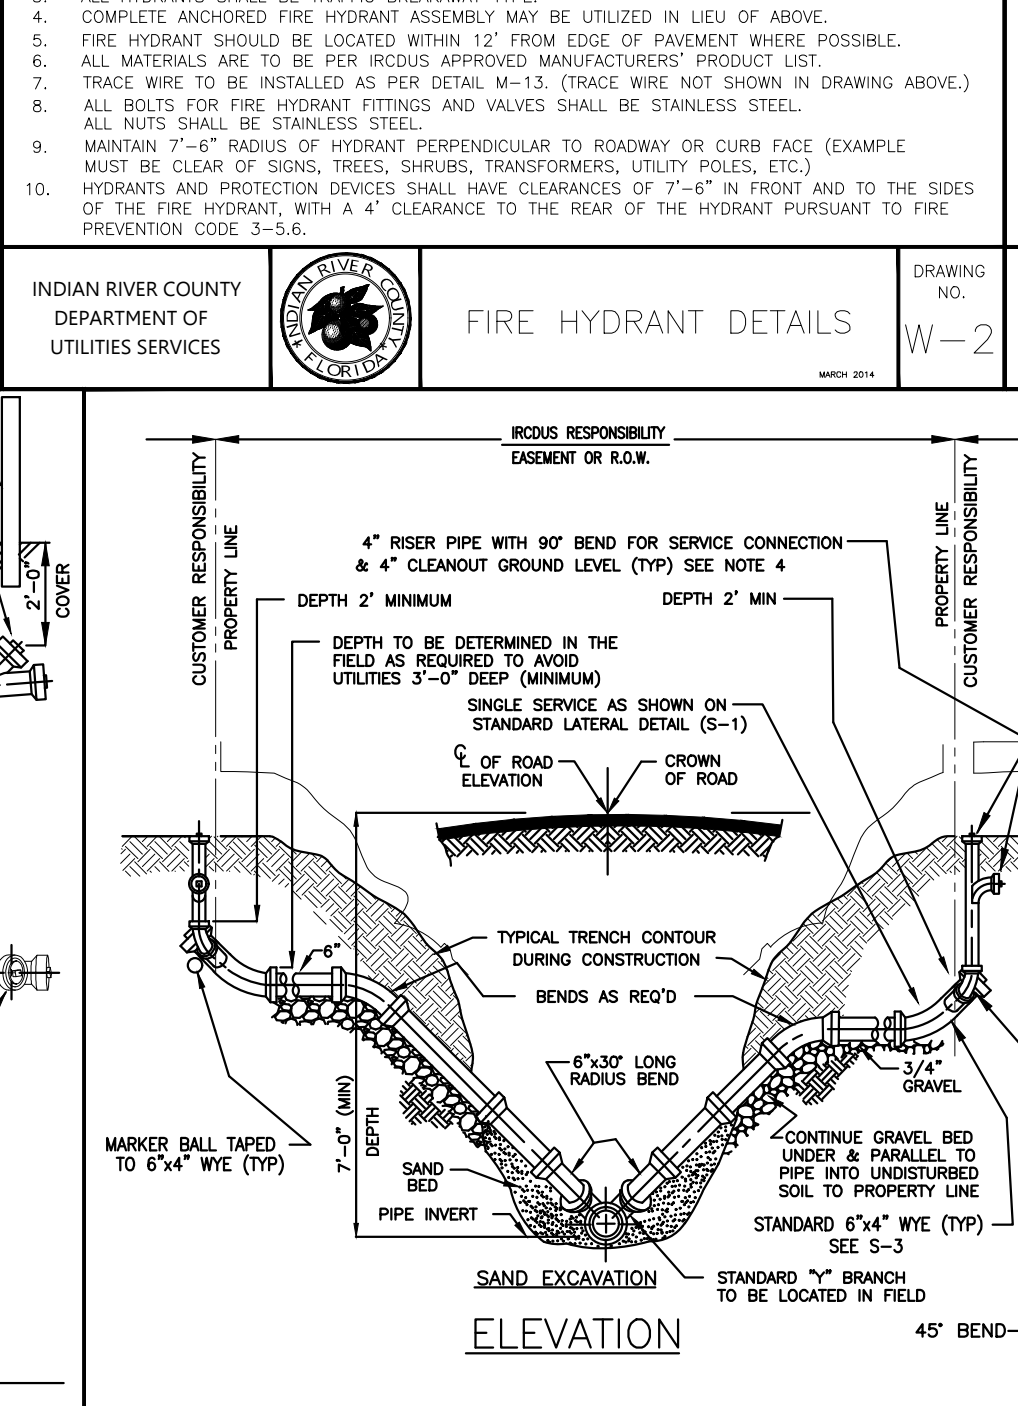 3. ALL HYDRANTS SHALL BE TRAFFIC BREAKAWAY TYPE.
4. COMPLETE ANCHORED FIRE HYDRANT ASSEMBLY MAY BE UTILIZED IN LIEU OF ABOVE.
5. FIRE HYDRANT SHOULD BE LOCATED WITHIN 12' FROM EDGE OF PAVEMENT WHERE POSSIBLE.
6. ALL MATERIALS ARE TO BE PER IRCDUS APPROVED MANUFACTURERS' PRODUCT LIST.
7. TRACE WIRE TO BE INSTALLED AS PER DETAIL M-13. (TRACE WIRE NOT SHOWN IN DRAWING ABOVE.)
8. ALL BOLTS FOR FIRE HYDRANT FITTINGS AND VALVES SHALL BE STAINLESS STEEL.
ALL NUTS SHALL BE STAINLESS STEEL.
9. MAINTAIN 7'-6" RADIUS OF HYDRANT PERPENDICULAR TO ROADWAY OR CURB FACE (EXAMPLE
MUST BE CLEAR OF SIGNS, TREES, SHRUBS, TRANSFORMERS, UTILITY POLES, ETC.)
10. HYDRANTS AND PROTECTION DEVICES SHALL HAVE CLEARANCES OF 7'-6" IN FRONT AND TO THE SIDES
OF THE FIRE HYDRANT, WITH A 4' CLEARANCE TO THE REAR OF THE HYDRANT PURSUANT TO FIRE
PREVENTION CODE 3-5.6.
INDIAN RIVER COUNTY
DEPARTMENT OF
UTILITIES SERVICES
INDIAN RIVER COUNTY
* FLORIDA *
FIRE HYDRANT DETAILS
MARCH 2014
DRAWING
NO.
W-2
IRCDUS RESPONSIBILITY
EASEMENT OR R.O.W.
CUSTOMER RESPONSIBILITY
PROPERTY LINE
PROPERTY LINE
CUSTOMER RESPONSIBILITY
2'-0"
COVER
4" RISER PIPE WITH 90° BEND FOR SERVICE CONNECTION
& 4" CLEANOUT GROUND LEVEL (TYP) SEE NOTE 4
DEPTH 2' MINIMUM
DEPTH 2' MIN
DEPTH TO BE DETERMINED IN THE
FIELD AS REQUIRED TO AVOID
UTILITIES 3'-0" DEEP (MINIMUM)
SINGLE SERVICE AS SHOWN ON
STANDARD LATERAL DETAIL (S-1)
℄ OF ROAD
ELEVATION
CROWN
OF ROAD
6"
TYPICAL TRENCH CONTOUR
DURING CONSTRUCTION
BENDS AS REQ'D
6"x30° LONG
RADIUS BEND
3/4"
GRAVEL
7'-0" (MIN)
DEPTH
MARKER BALL TAPED
TO 6"x4" WYE (TYP)
SAND
BED
PIPE INVERT
CONTINUE GRAVEL BED
UNDER & PARALLEL TO
PIPE INTO UNDISTURBED
SOIL TO PROPERTY LINE
STANDARD 6"x4" WYE (TYP)
SEE S-3
SAND EXCAVATION
STANDARD "Y" BRANCH
TO BE LOCATED IN FIELD
ELEVATION
45° BEND